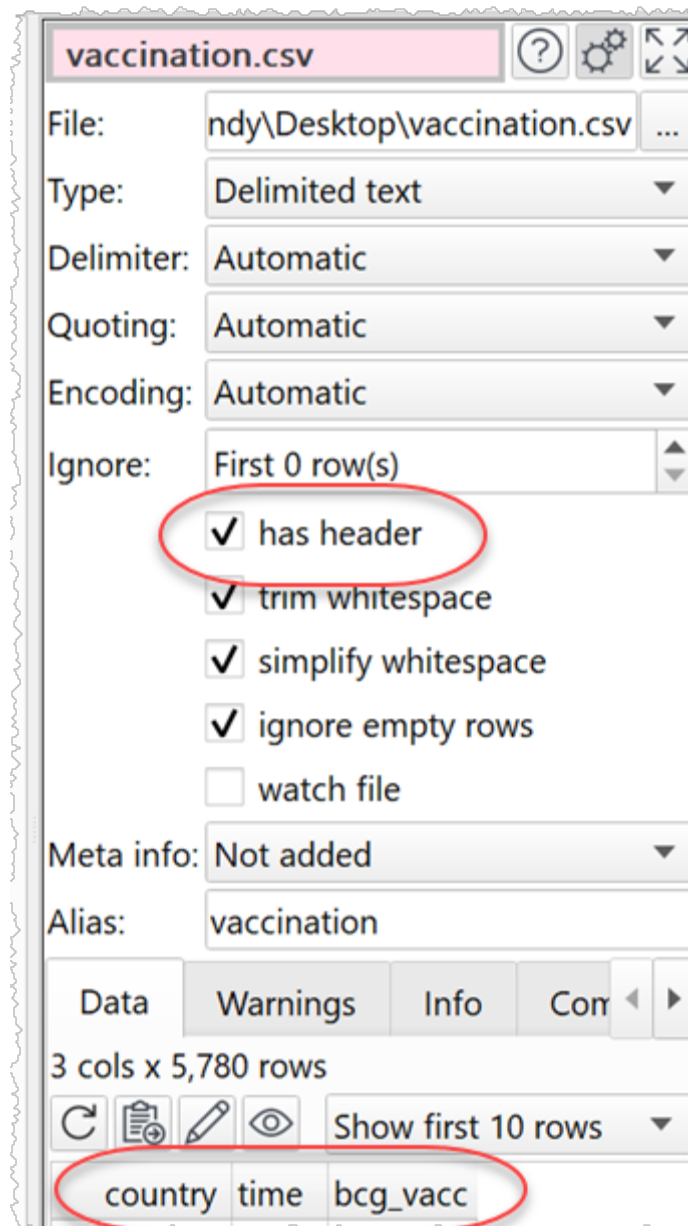 vaccination.csv
File: ndy\Desktop\vaccination.csv ...
Type: Delimited text
Delimiter: Automatic
Quoting: Automatic
Encoding: Automatic
Ignore: First 0 row(s)
has header
trim whitespace
simplify whitespace
ignore empty rows
watch file
Meta info: Not added
Alias: vaccination
Data Warnings Info Com
3 cols x 5,780 rows
Show first 10 rows
country time bcg_vacc